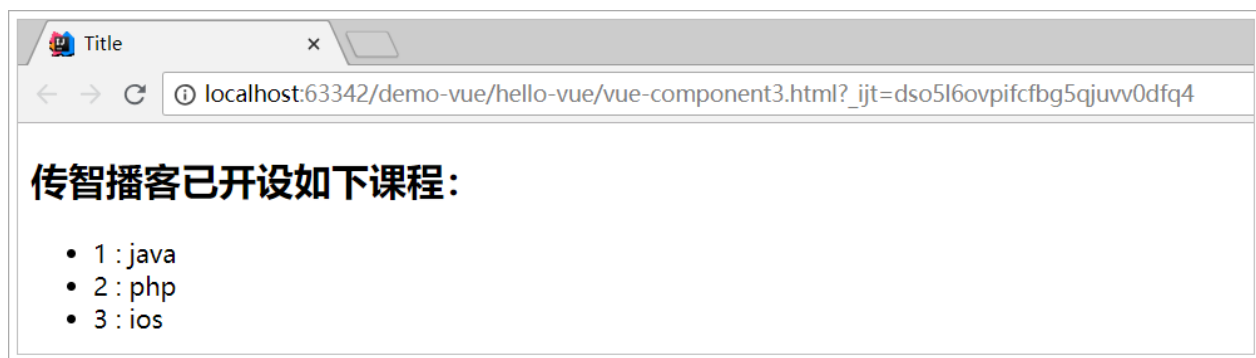 Title
localhost:63342/demo-vue/hello-vue/vue-component3.html?_ijt=dso5l6ovpifcfbg5qjuvv0dfq4
传智播客已开设如下课程：
1 : java
2 : php
3 : ios